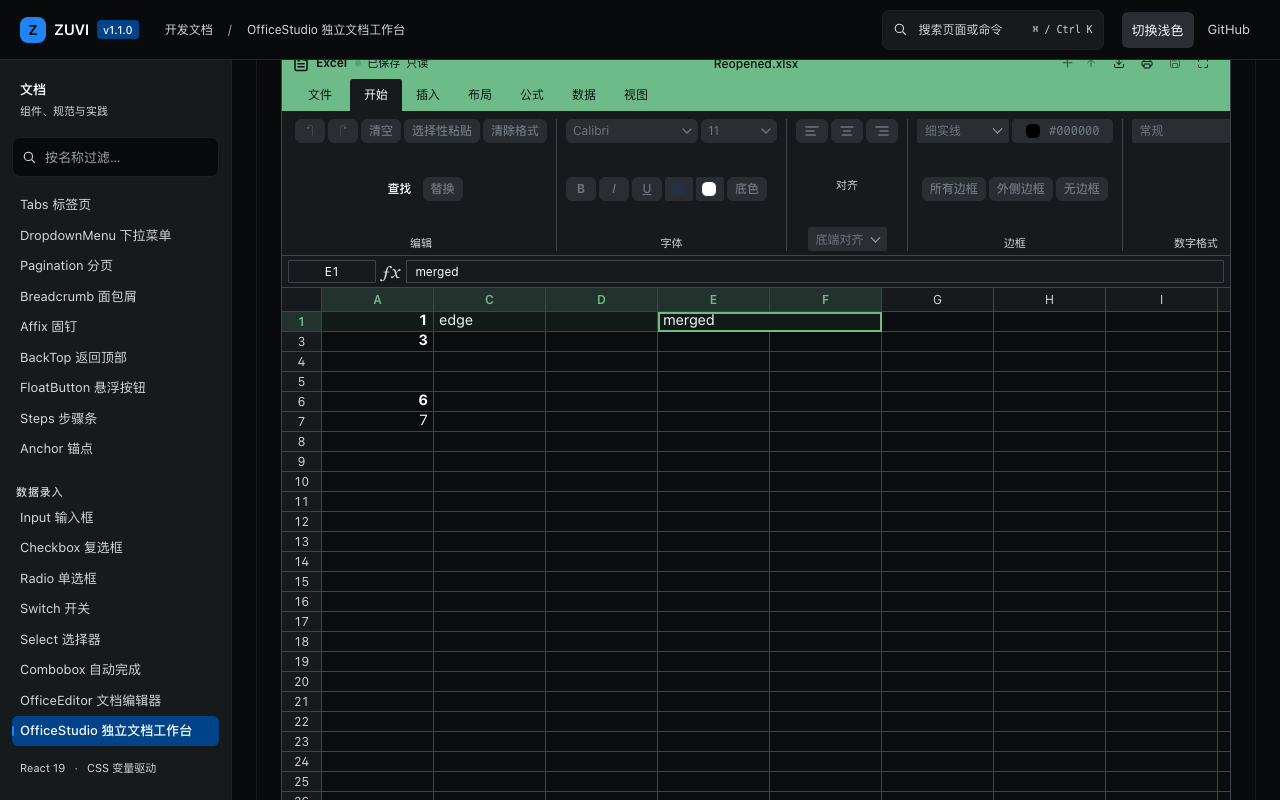 Z ZUVI v1.1.0 开发文档 / OfficeStudio 独立文档工作台 搜索页面或命令 ⌘ / Ctrl K 切换浅色 GitHub
文档
组件、规范与实践
按名称过滤...
Tabs 标签页
DropdownMenu 下拉菜单
Pagination 分页
Breadcrumb 面包屑
Affix 固钉
BackTop 返回顶部
FloatButton 悬浮按钮
Steps 步骤条
Anchor 锚点
数据录入
Input 输入框
Checkbox 复选框
Radio 单选框
Switch 开关
Select 选择器
Combobox 自动完成
OfficeEditor 文档编辑器
OfficeStudio 独立文档工作台
React 19 · CSS 变量驱动
Excel 已保存 只读 Reopened.xlsx
文件 开始 插入 布局 公式 数据 视图
清空 选择性粘贴 清除格式 Calibri 11 细实线 #000000 常规
查找 替换 B I U 底色 对齐 所有边框 外侧边框 无边框
底端对齐
编辑 字体 边框 数字格式
E1 fx merged
A C D E F G H I
1 1 edge merged
3 3
4
5
6 6
7 7
8
9
10
11
12
13
14
15
16
17
18
19
20
21
22
23
24
25
26